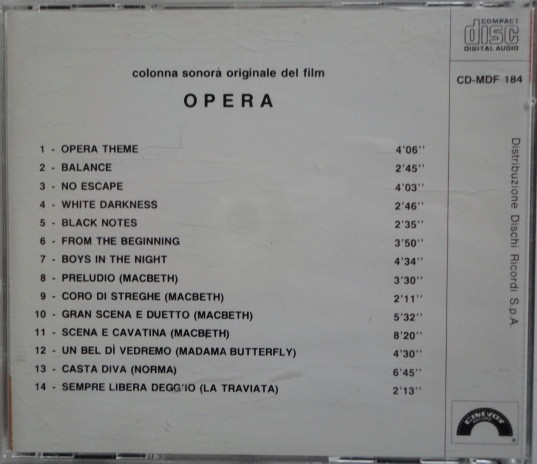 COMPACT
disc
DIGITAL AUDIO
CD-MDF 184
colonna sonorá originale del film
OPERA
1 - OPERA THEME 4'06''
2 - BALANCE 2'45''
3 - NO ESCAPE 4'03''
4 - WHITE DARKNESS 2'46''
5 - BLACK NOTES 2'35''
6 - FROM THE BEGINNING 3'50''
7 - BOYS IN THE NIGHT 4'34''
8 - PRELUDIO (MACBETH) 3'30''
9 - CORO DI STREGHE (MACBETH) 2'11''
10 - GRAN SCENA E DUETTO (MACBETH) 5'32''
11 - SCENA E CAVATINA (MACBETH) 8'20''
12 - UN BEL DÌ VEDREMO (MADAMA BUTTERFLY) 4'30''
13 - CASTA DIVA (NORMA) 6'45''
14 - SEMPRE LIBERA DEGG'IO (LA TRAVIATA) 2'13''
Distribuzione Dischi Ricordi S.p.A.
CINEVOX